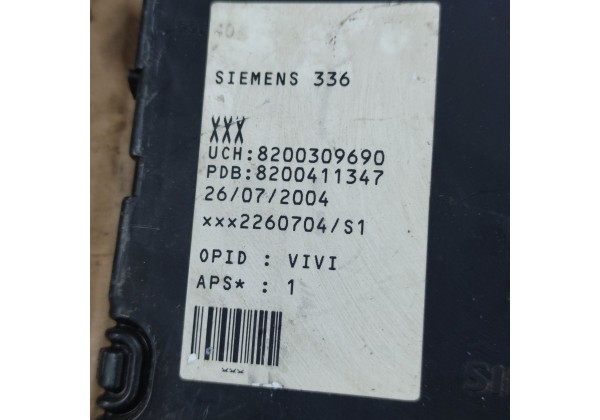 SIEMENS 336
XXX
UCH:8200309690
PDB:8200411347
26/07/2004
xxx2260704/S1
OPID : VIVI
APS* : 1